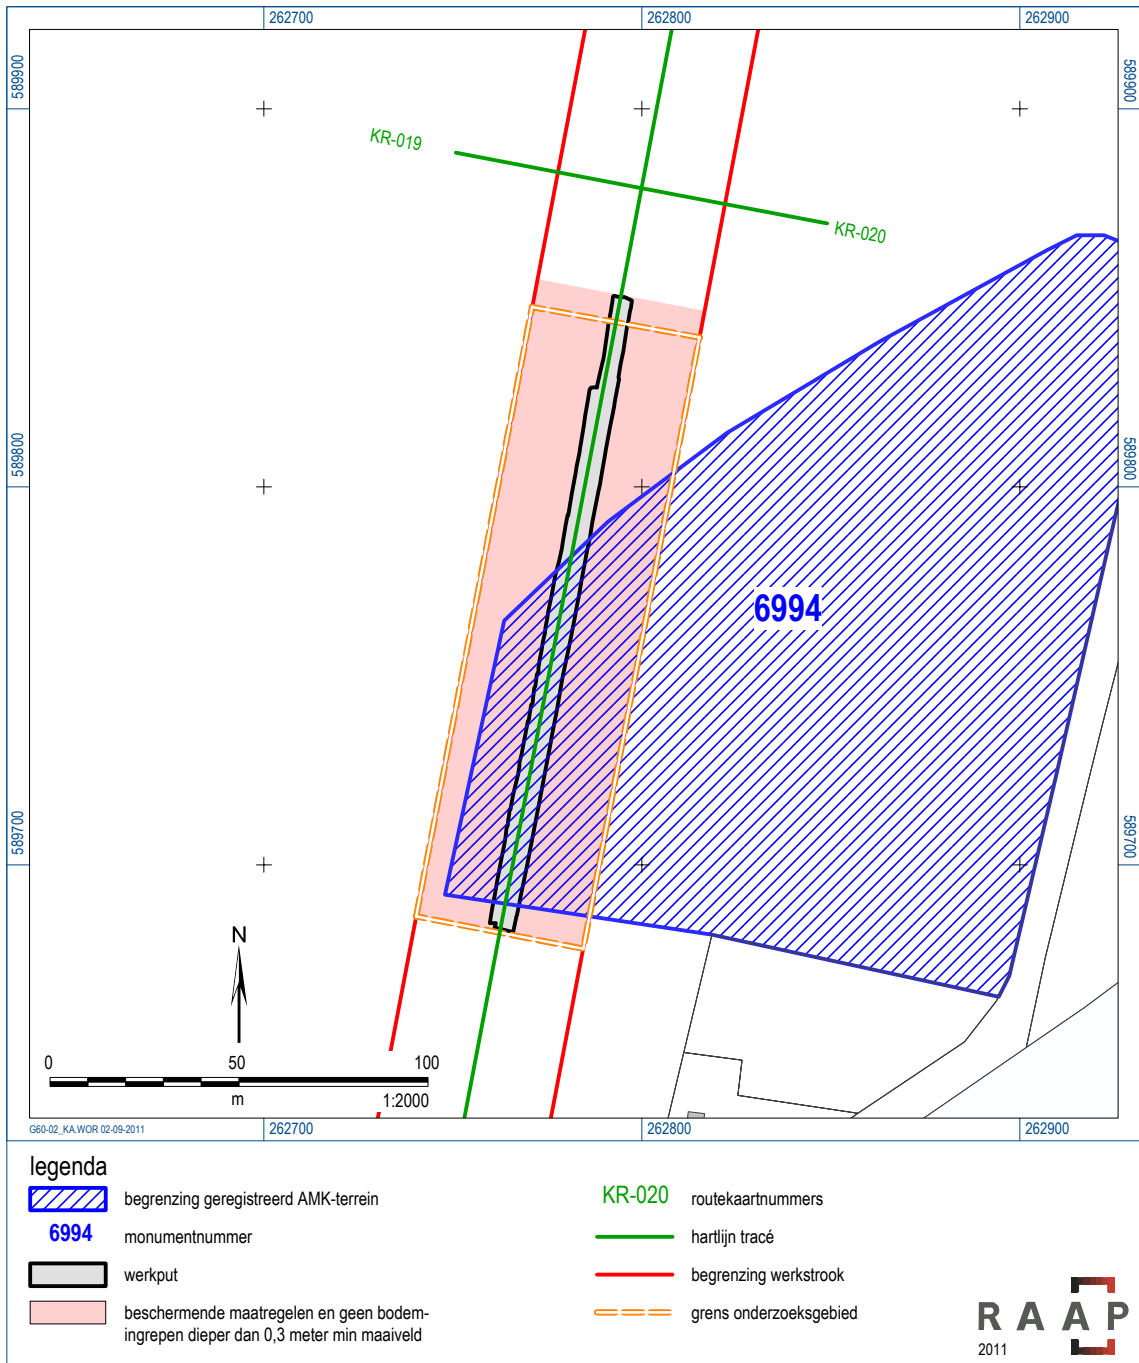 262700
262800
262900
589900
589900
KR-019
KR-020
589800
589800
6994
589700
589700
N
0
50
100
m
1:2000
G60-02_KA.WOR 02-09-2011
262700
262800
262900
legenda
begrenzing geregistreerd AMK-terrein
6994
monumentnummer
werkput
beschermende maatregelen en geen bodem-
ingrepen dieper dan 0,3 meter min maaiveld
KR-020
routekaartnummers
hartlijn tracé
begrenzing werkstrook
grens onderzoeksgebied
RAAP
2011